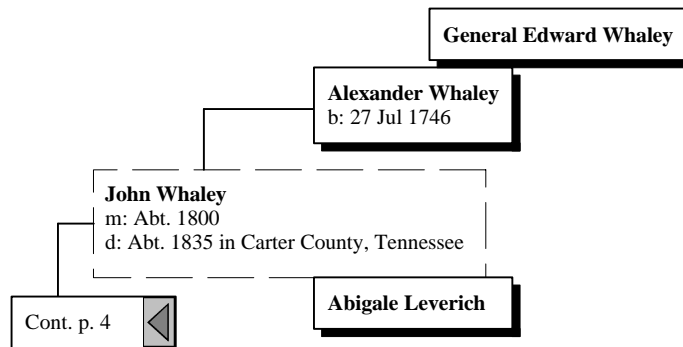 General Edward Whaley
Alexander Whaley
b: 27 Jul 1746
John Whaley
m: Abt. 1800
d: Abt. 1835 in Carter County, Tennessee
Abigale Leverich
Cont. p. 4